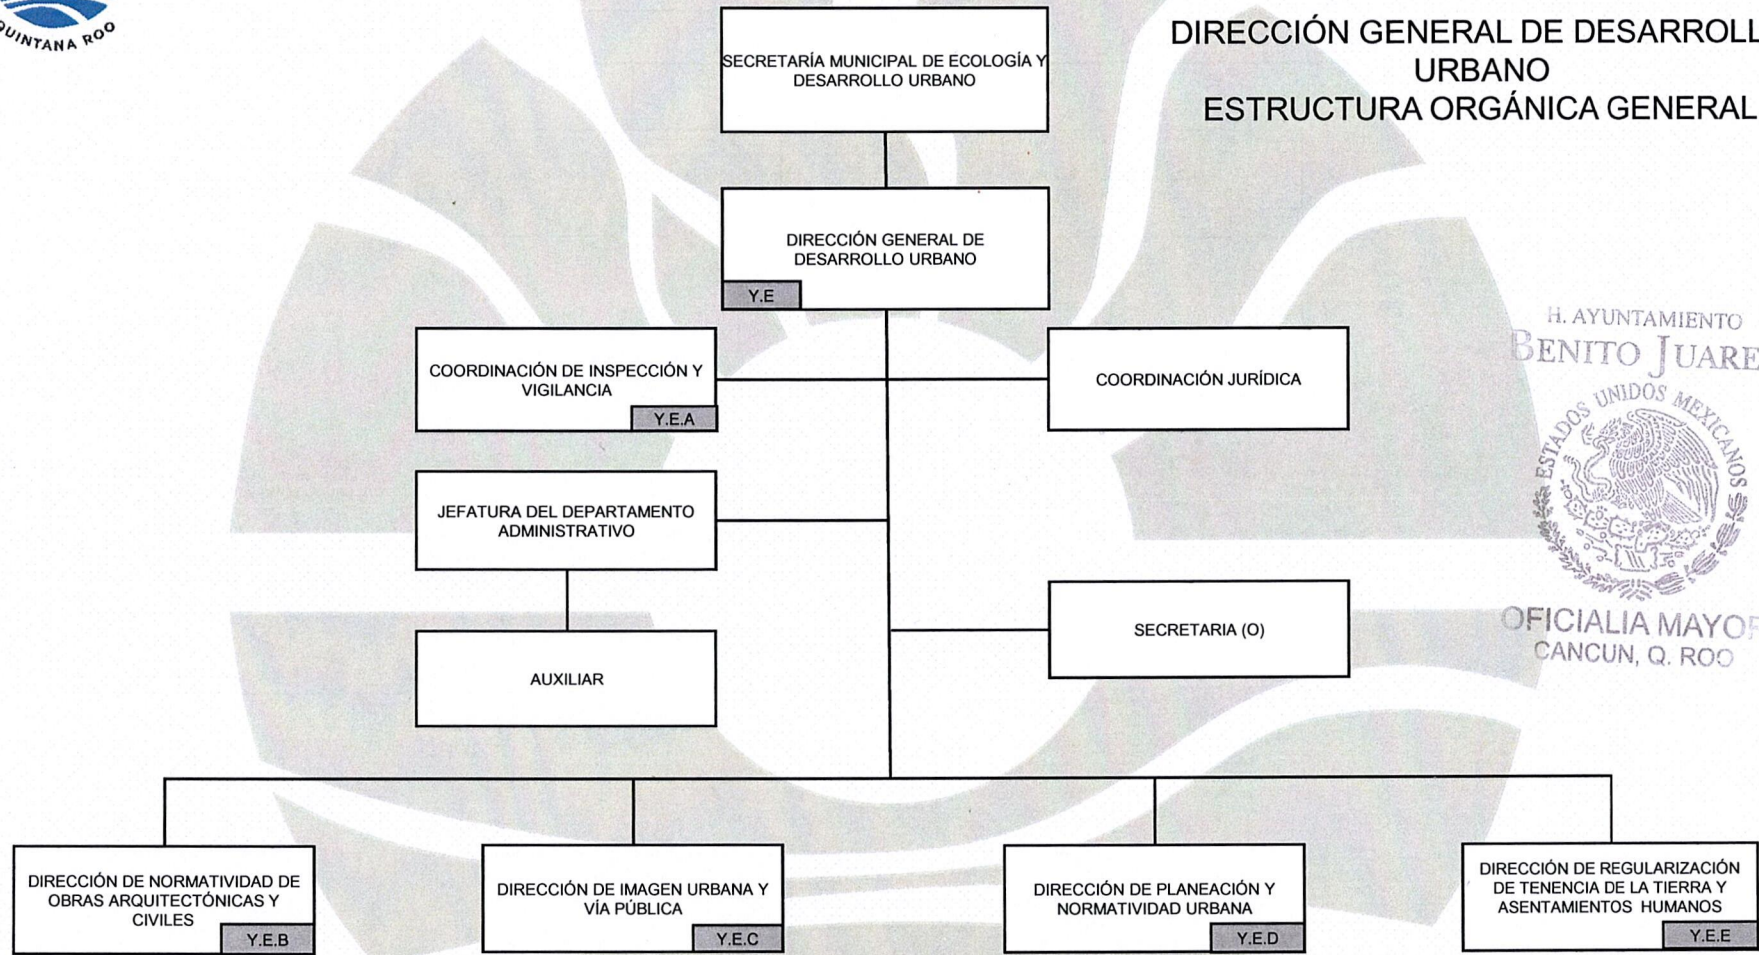 QUINTANA ROO
DIRECCIÓN GENERAL DE DESARROLL
URBANO
ESTRUCTURA ORGÁNICA GENERAL
SECRETARÍA MUNICIPAL DE ECOLOGÍA Y
DESARROLLO URBANO
DIRECCIÓN GENERAL DE
DESARROLLO URBANO
Y.E
COORDINACIÓN DE INSPECCIÓN Y
VIGILANCIA
Y.E.A
COORDINACIÓN JURÍDICA
H. AYUNTAMIENTO
BENITO JUARE
ESTADOS UNIDOS MEXICANOS
OFICIALIA MAYOR
CANCUN, Q. ROO
JEFATURA DEL DEPARTAMENTO
ADMINISTRATIVO
AUXILIAR
SECRETARIA (O)
DIRECCIÓN DE NORMATIVIDAD DE
OBRAS ARQUITECTÓNICAS Y
CIVILES
Y.E.B
DIRECCIÓN DE IMAGEN URBANA Y
VÍA PÚBLICA
Y.E.C
DIRECCIÓN DE PLANEACIÓN Y
NORMATIVIDAD URBANA
Y.E.D
DIRECCIÓN DE REGULARIZACIÓN
DE TENENCIA DE LA TIERRA Y
ASENTAMIENTOS HUMANOS
Y.E.E